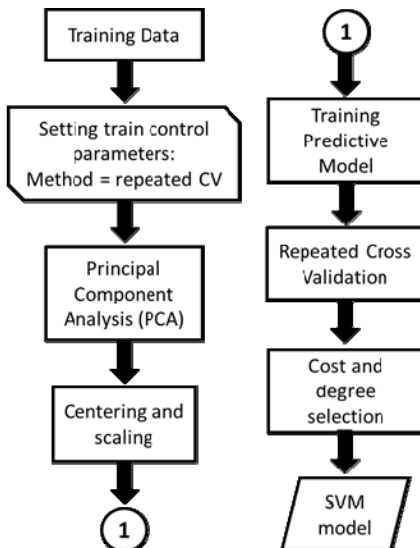 Training Data
Setting train control
parameters:
Method = repeated CV
Principal
Component
Analysis (PCA)
Centering and
scaling
1
1
Training
Predictive
Model
Repeated Cross
Validation
Cost and
degree
selection
SVM
model